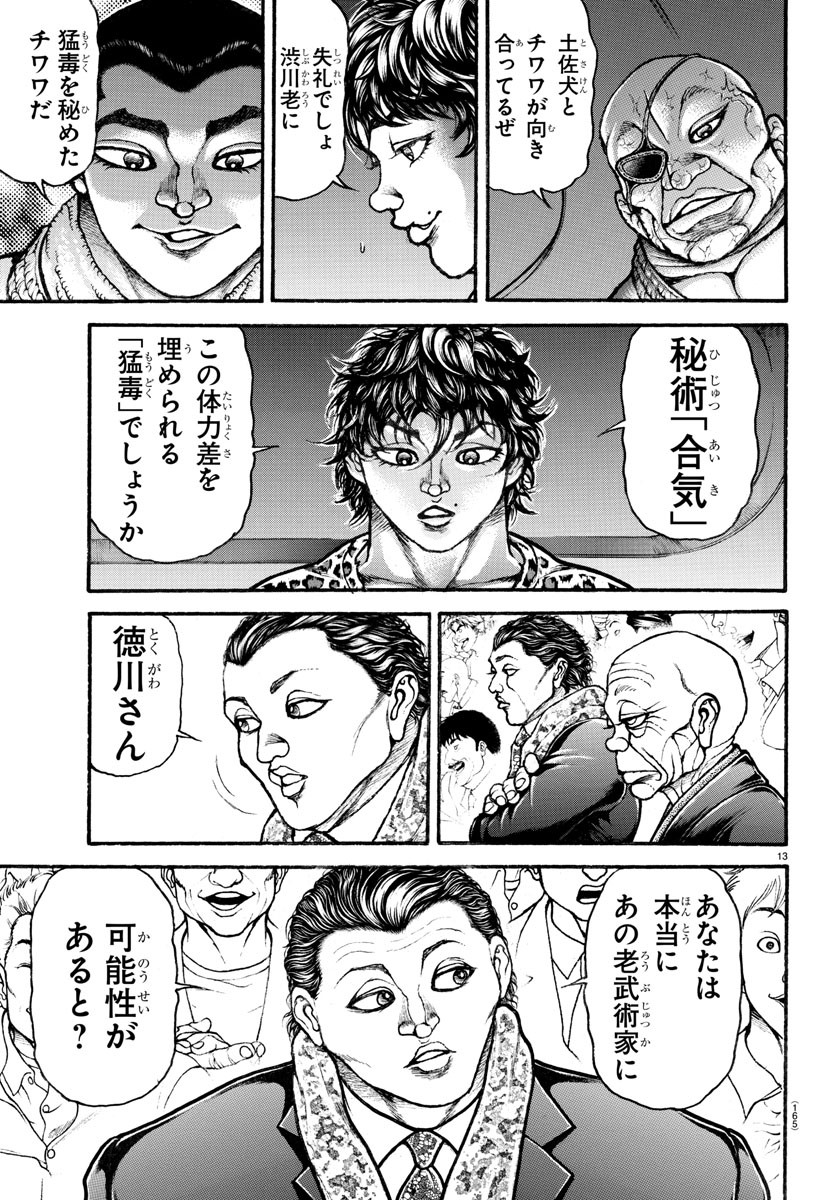 土佐犬と
チワワが向き
合ってるぜ
失礼でしょ
渋川老に
猛毒を秘めた
チワワだ
秘術「合気」
この体力差を
埋められる
「猛毒」でしょうか
徳川さん
13
あなたは
本当に
あの老武術家に
可能性が
あると?
(165)